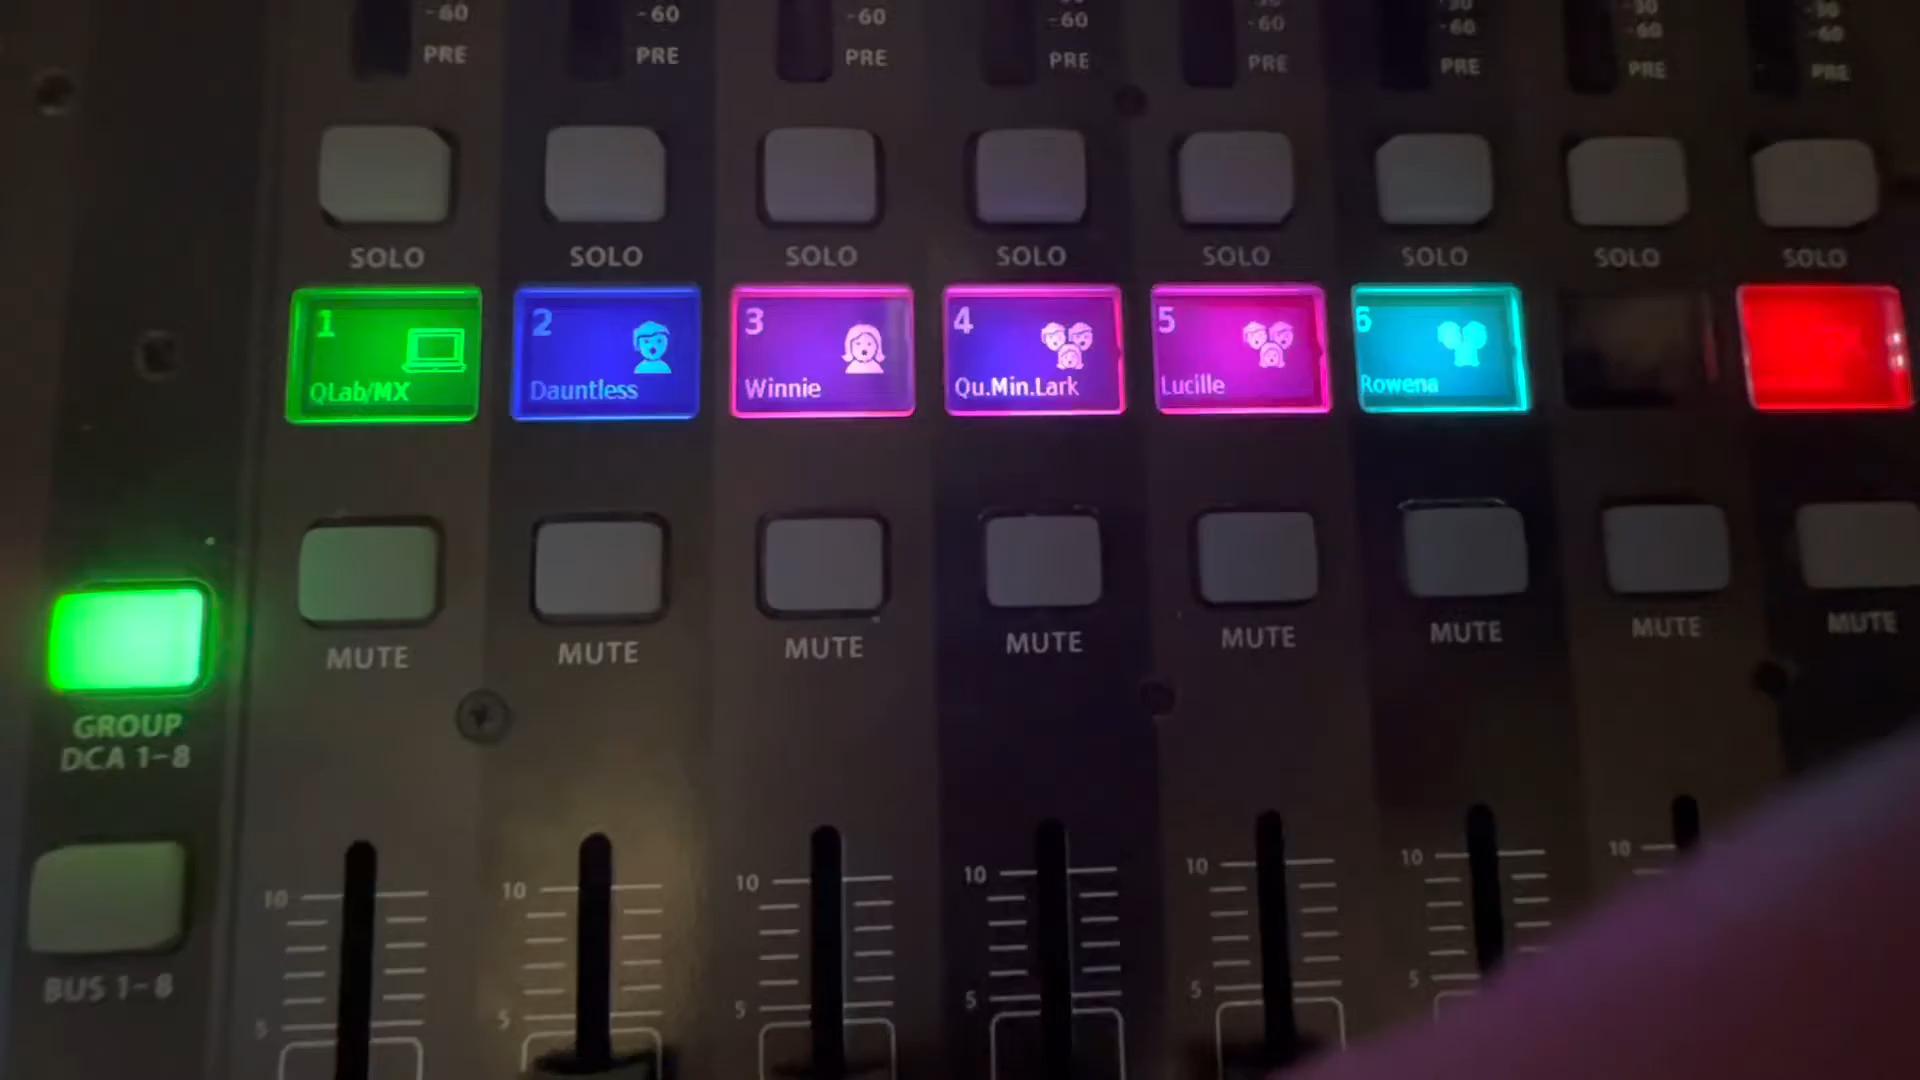 -60 -60 -60 -60 -60 -60 -60 -60
PRE PRE PRE PRE PRE PRE PRE PRE
SOLO SOLO SOLO SOLO SOLO SOLO SOLO SOLO
1 2 3 4 5 6
QLab/MX Dauntless Winnie Qu.Min.Lark Lucille Rowena
MUTE MUTE MUTE MUTE MUTE MUTE MUTE MUTE
GROUP
DCA 1-8
10 10 10 10 10 10 10
BUS 1-8
5 5 5 5 5 5